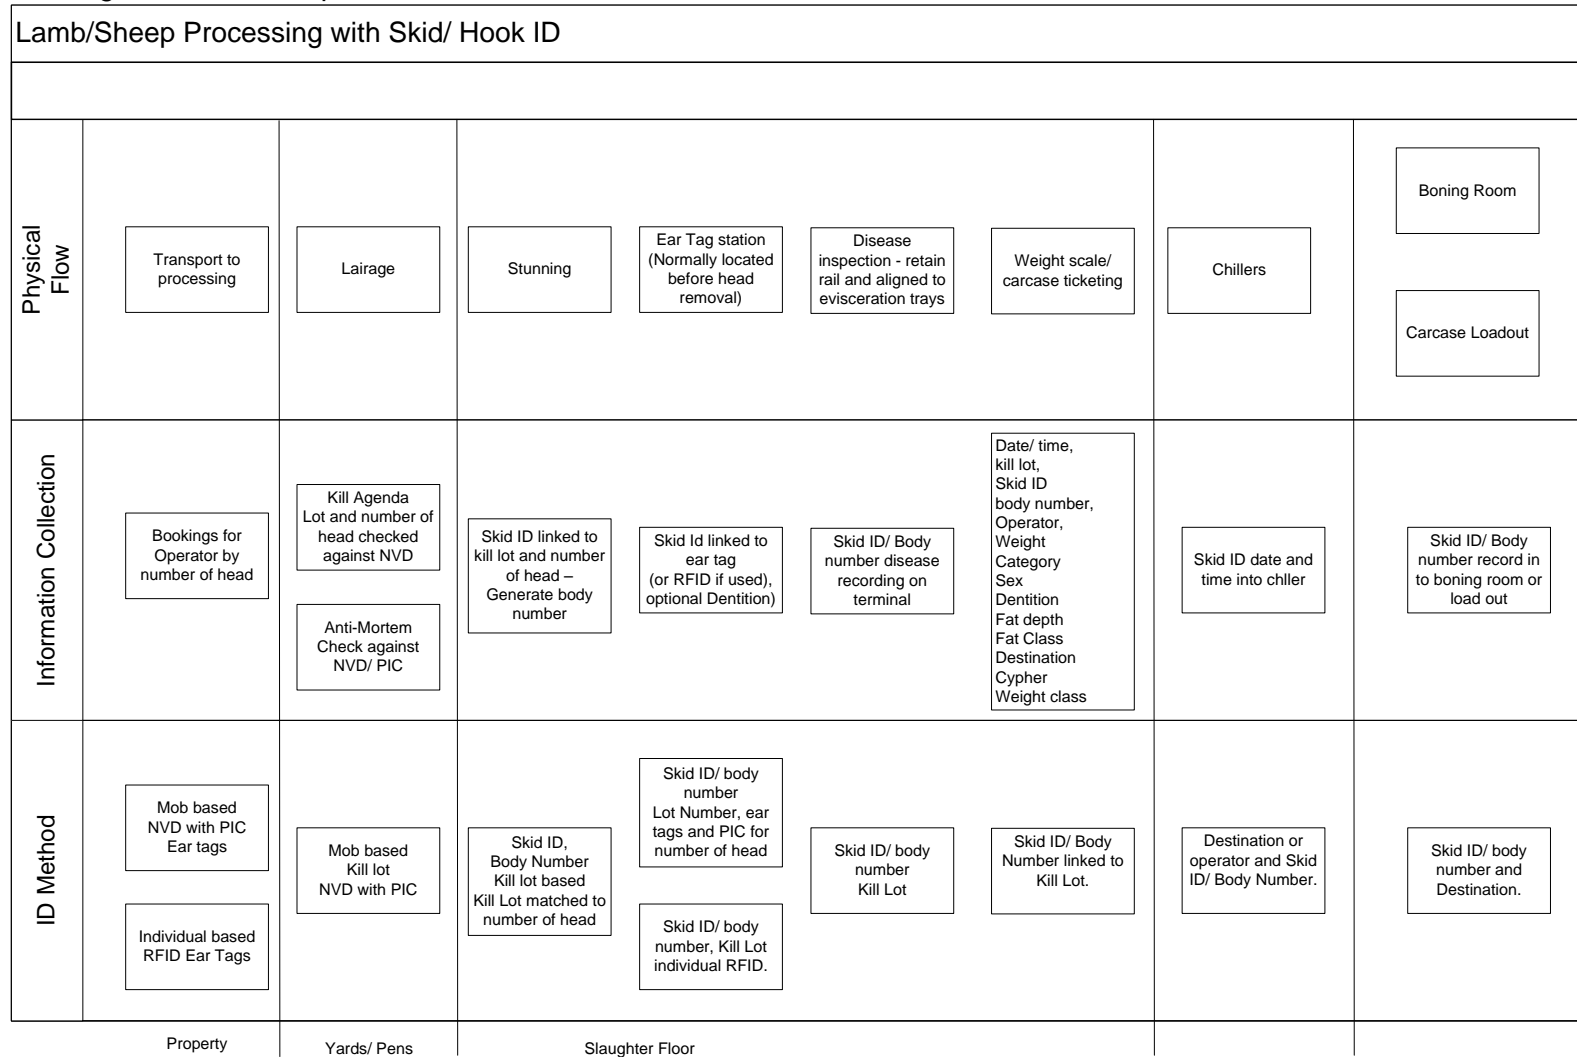 Lamb/Sheep Processing with Skid/ Hook ID
Physical
Flow
Transport to
processing
Lairage
Stunning
Ear Tag station
(Normally located
before head
removal)
Disease
inspection - retain
rail and aligned to
evisceration trays
Weight scale/
carcase ticketing
Chillers
Boning Room
Carcase Loadout
Information Collection
Bookings for
Operator by
number of head
Kill Agenda
Lot and number of
head checked
against NVD
Anti-Mortem
Check against
NVD/ PIC
Skid ID linked to
kill lot and number
of head –
Generate body
number
Skid Id linked to
ear tag
(or RFID if used),
optional Dentition)
Skid ID/ Body
number disease
recording on
terminal
Date/ time,
kill lot,
Skid ID
body number,
Operator,
Weight
Category
Sex
Dentition
Fat depth
Fat Class
Destination
Cypher
Weight class
Skid ID date and
time into chller
Skid ID/ Body
number record in
to boning room or
load out
ID Method
Mob based
NVD with PIC
Ear tags
Individual based
RFID Ear Tags
Mob based
Kill lot
NVD with PIC
Skid ID,
Body Number
Kill lot based
Kill Lot matched to
number of head
Skid ID/ body
number
Lot Number, ear
tags and PIC for
number of head
Skid ID/ body
number, Kill Lot
individual RFID.
Skid ID/ body
number
Kill Lot
Skid ID/ Body
Number linked to
Kill Lot.
Destination or
operator and Skid
ID/ Body Number.
Skid ID/ body
number and
Destination.
Property
Yards/ Pens
Slaughter Floor